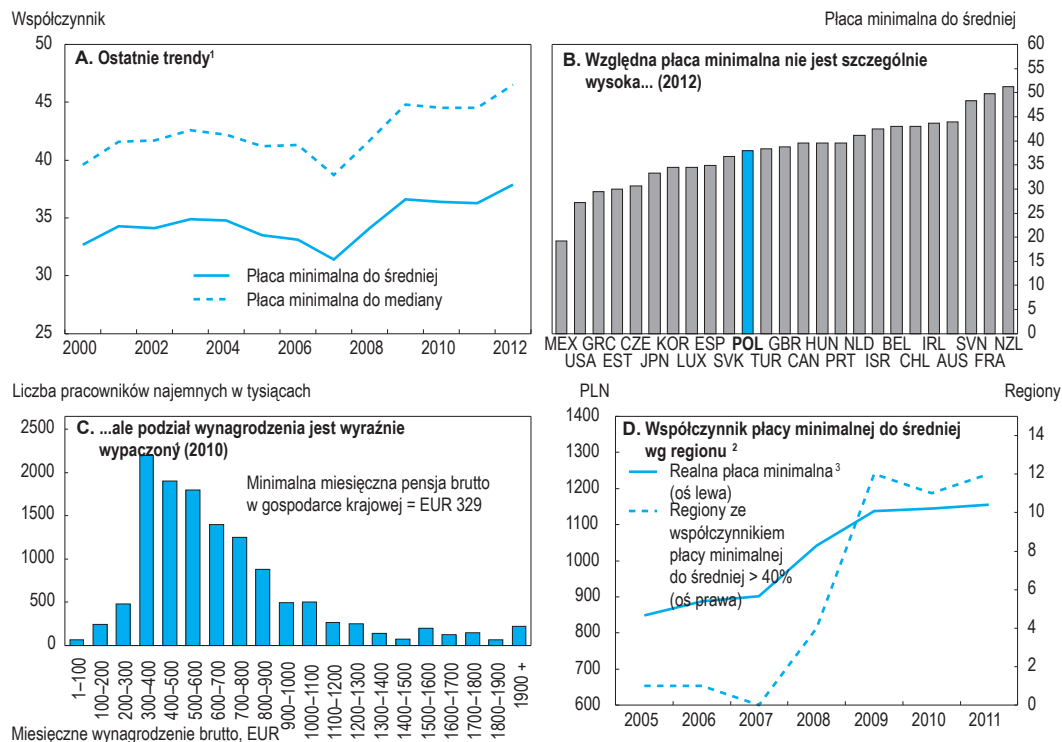 Współczynnik
A. Ostatnie trendy¹
50
45
40
35
30
25
Płaca minimalna do średniej
Płaca minimalna do mediany
2000 2002 2004 2006 2008 2010 2012
Płaca minimalna do średniej
B. Względna płaca minimalna nie jest szczególnie
wysoka... (2012)
60
50
40
30
20
10
0
MEX GRC CZE KOR ESP POL GBR HUN NLD BEL IRL SVN NZL
USA EST JPN LUX SVK TUR CAN PRT ISR CHL AUS FRA
Liczba pracowników najemnych w tysiącach
C. ...ale podział wynagrodzenia jest wyraźnie
wypaczony (2010)
Minimalna miesięczna pensja brutto
w gospodarce krajowej = EUR 329
2500
2000
1500
1000
500
0
1–100
100–200
200–300
300–400
400–500
500–600
600–700
700–800
800–900
900–1000
1000–1100
1100–1200
1200–1300
1300–1400
1400–1500
1500–1600
1600–1700
1700–1800
1800–1900
1900 +
Miesięczne wynagrodzenie brutto, EUR
PLN
Regiony
D. Współczynnik płacy minimalnej do średniej
wg regionu ²
Realna płaca minimalna³
(oś lewa)
Regiony ze
współczynnikiem
płacy minimalnej
do średniej > 40%
(oś prawa)
1400
1300
1200
1100
1000
900
800
700
600
14
12
10
8
6
4
2
0
2005 2006 2007 2008 2009 2010 2011